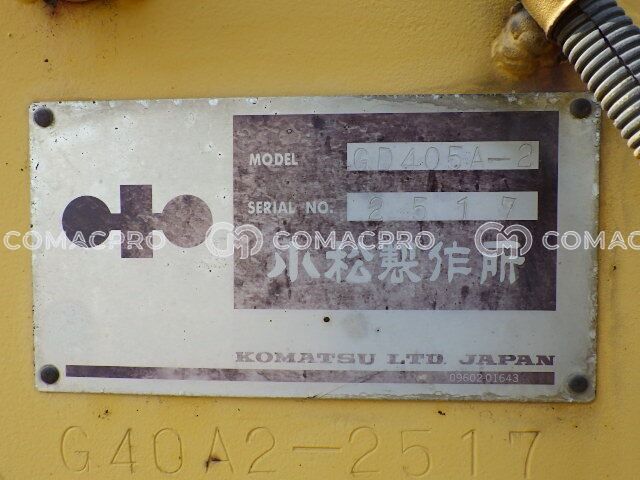 MODEL GD405A-2
SERIAL NO. 2517
COMACPRO COMACPRO COMACPRO
小松製作所
KOMATSU LTD. JAPAN
09602-01643
G40A2-2517